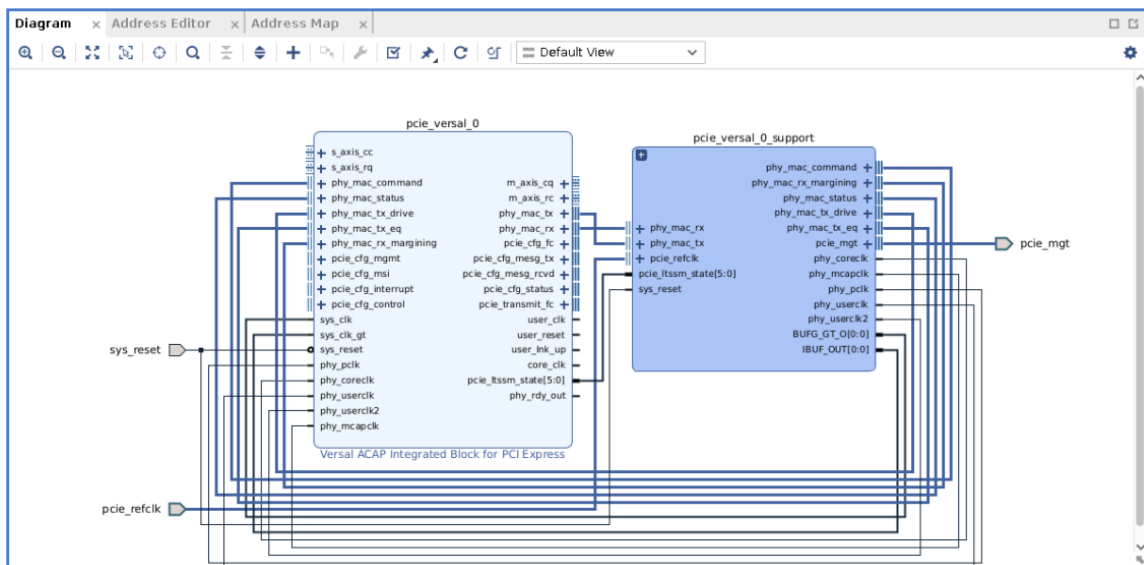 Diagram × Address Editor × Address Map ×
Default View
pcie_versal_0
s_axis_cc
s_axis_rq
phy_mac_command
phy_mac_status
phy_mac_tx_drive
phy_mac_tx_eq
phy_mac_rx_margining
pcie_cfg_mgmt
pcie_cfg_msi
pcie_cfg_interrupt
pcie_cfg_control
sys_clk
sys_clk_gt
sys_reset
phy_pclk
phy_coreclk
phy_userclk
phy_userclk2
phy_mcapclk
m_axis_cq
m_axis_rc
phy_mac_tx
phy_mac_rx
pcie_cfg_fc
pcie_cfg_mesg_tx
pcie_cfg_mesg_rcvd
pcie_cfg_status
pcie_transmit_fc
user_clk
user_reset
user_lnk_up
core_clk
pcie_ltssm_state[5:0]
phy_rdy_out
Versal ACAP Integrated Block for PCI Express
pcie_versal_0_support
phy_mac_rx
phy_mac_tx
pcie_refclk
pcie_ltssm_state[5:0]
sys_reset
phy_mac_command
phy_mac_rx_margining
phy_mac_status
phy_mac_tx_drive
phy_mac_tx_eq
pcie_mgt
phy_coreclk
phy_mcapclk
phy_pclk
phy_userclk
phy_userclk2
BUFG_GT_O[0:0]
IBUF_OUT[0:0]
pcie_mgt
sys_reset
pcie_refclk